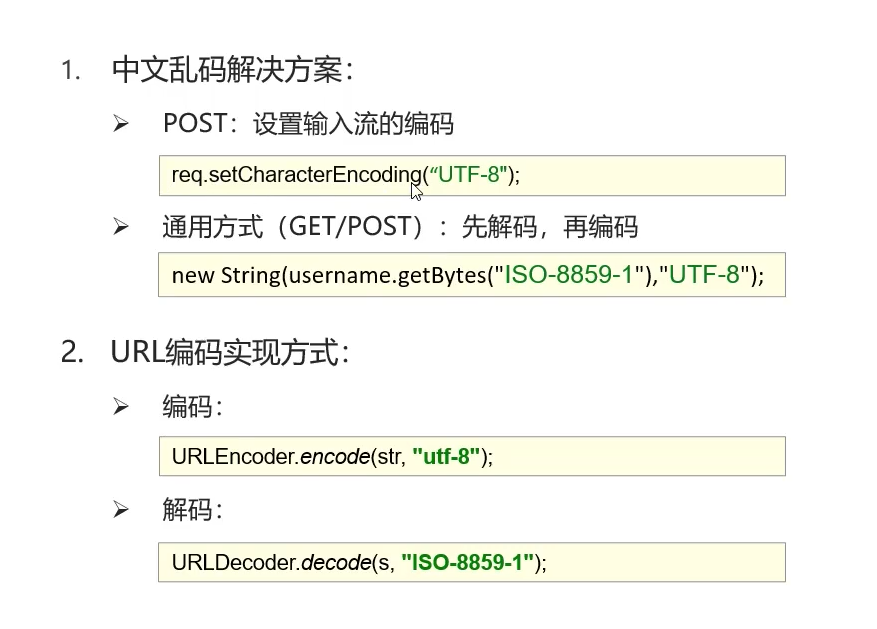 1. 中文乱码解决方案：
➢ POST：设置输入流的编码
req.setCharacterEncoding(“UTF-8");
➢ 通用方式（GET/POST）：先解码，再编码
new String(username.getBytes("ISO-8859-1"),"UTF-8");
2. URL编码实现方式：
➢ 编码：
URLEncoder.encode(str, "utf-8");
➢ 解码：
URLDecoder.decode(s, "ISO-8859-1");